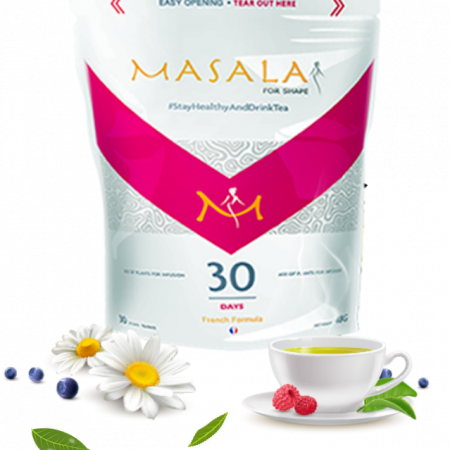 EASY OPENING • TEAR OUT HERE
MASALA
FOR SHAPE
#StayHealthyAndDrinkTea
M
30
DAYS
French Formula